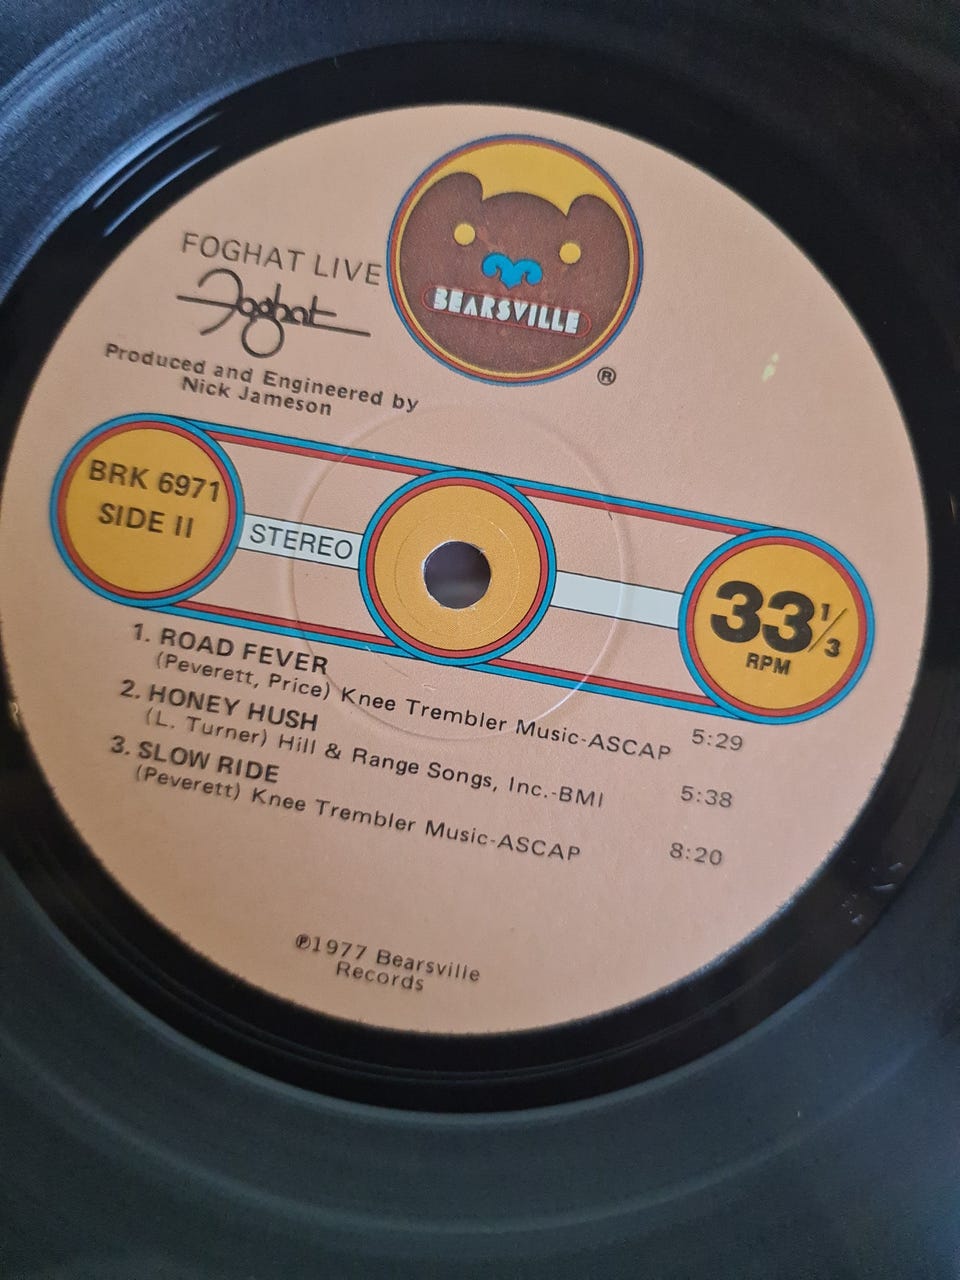 FOGHAT LIVE
Foghat
Produced and Engineered by
Nick Jameson
BEARSVILLE
®
BRK 6971
SIDE II
STEREO
33 1/3
RPM
1. ROAD FEVER
(Peverett, Price) Knee Trembler Music-ASCAP 5:29
2. HONEY HUSH
(L. Turner) Hill & Range Songs, Inc.-BMI 5:38
3. SLOW RIDE
(Peverett) Knee Trembler Music-ASCAP 8:20
℗1977 Bearsville
Records